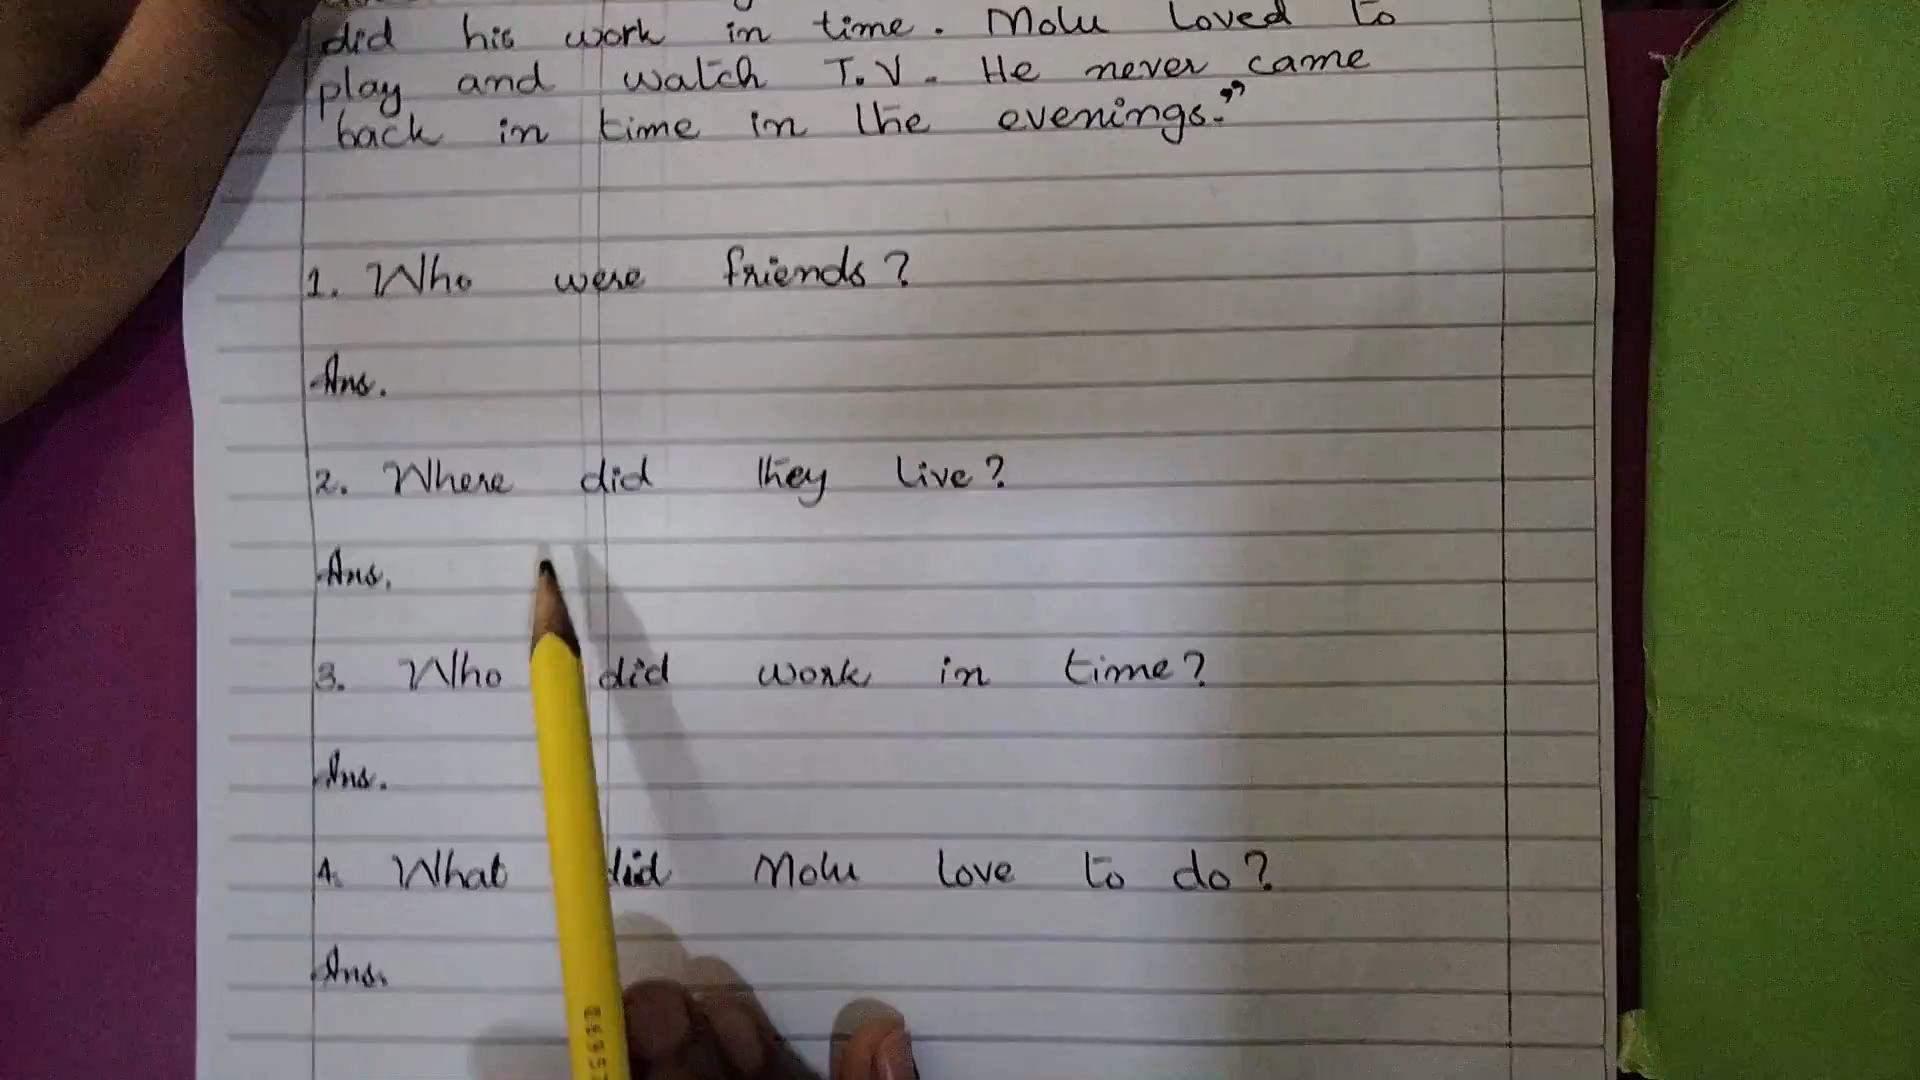 did his work in time. Molu loved to
play and watch T.V. He never came
back in time in the evenings."
1. Who were friends?
Ans.
2. Where did they live?
Ans.
3. Who did work in time?
Ans.
4. What did Molu love to do?
Ans.